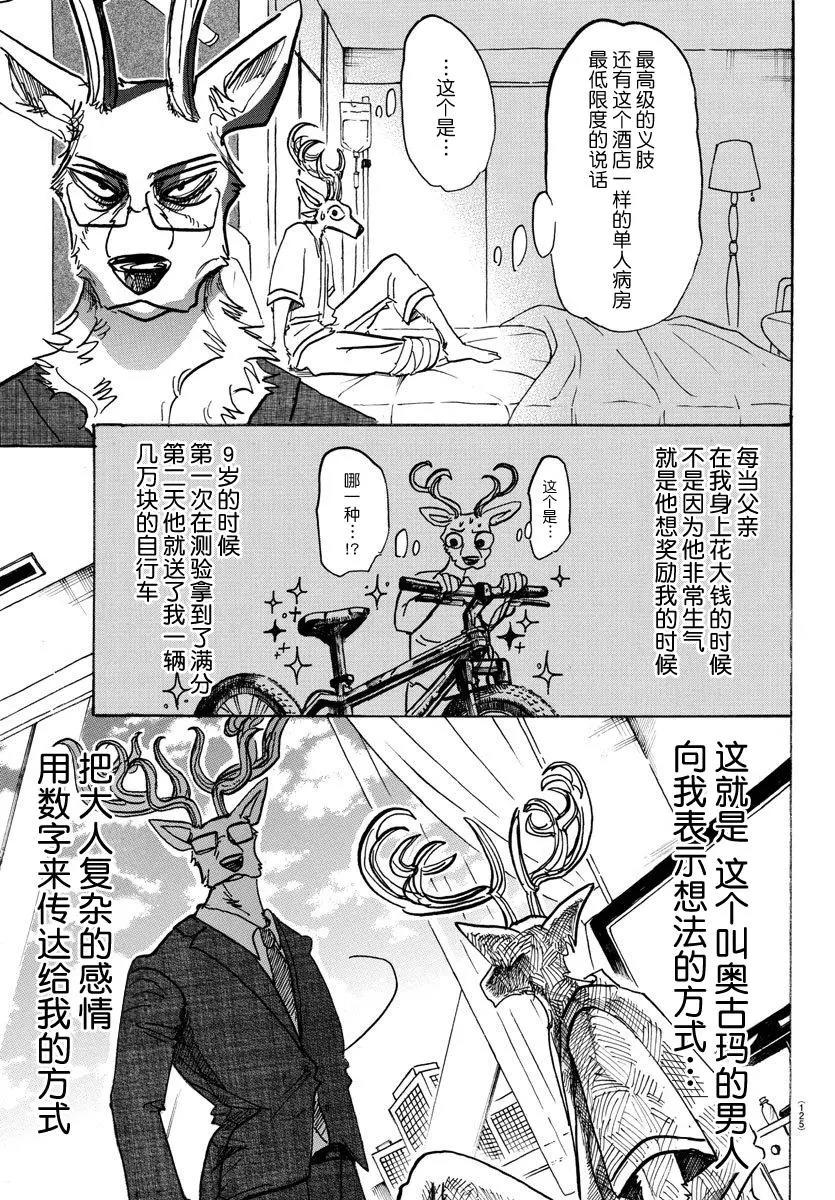 最高级的义肢
还有这个酒店一样的单人病房
最低限度的说话
…这个是…
每当父亲
在我身上花大钱的时候
不是因为他非常生气
就是他想奖励我的时候
这个是…
哪一种…!?
9岁的时候
第一次在测验拿到了满分
第二天他就送了我一辆
几万块的自行车
这就是 这个叫奥古玛的男人
向我表示想法的方式…
把大人复杂的感情
用数字来传达给我的方式
(125)